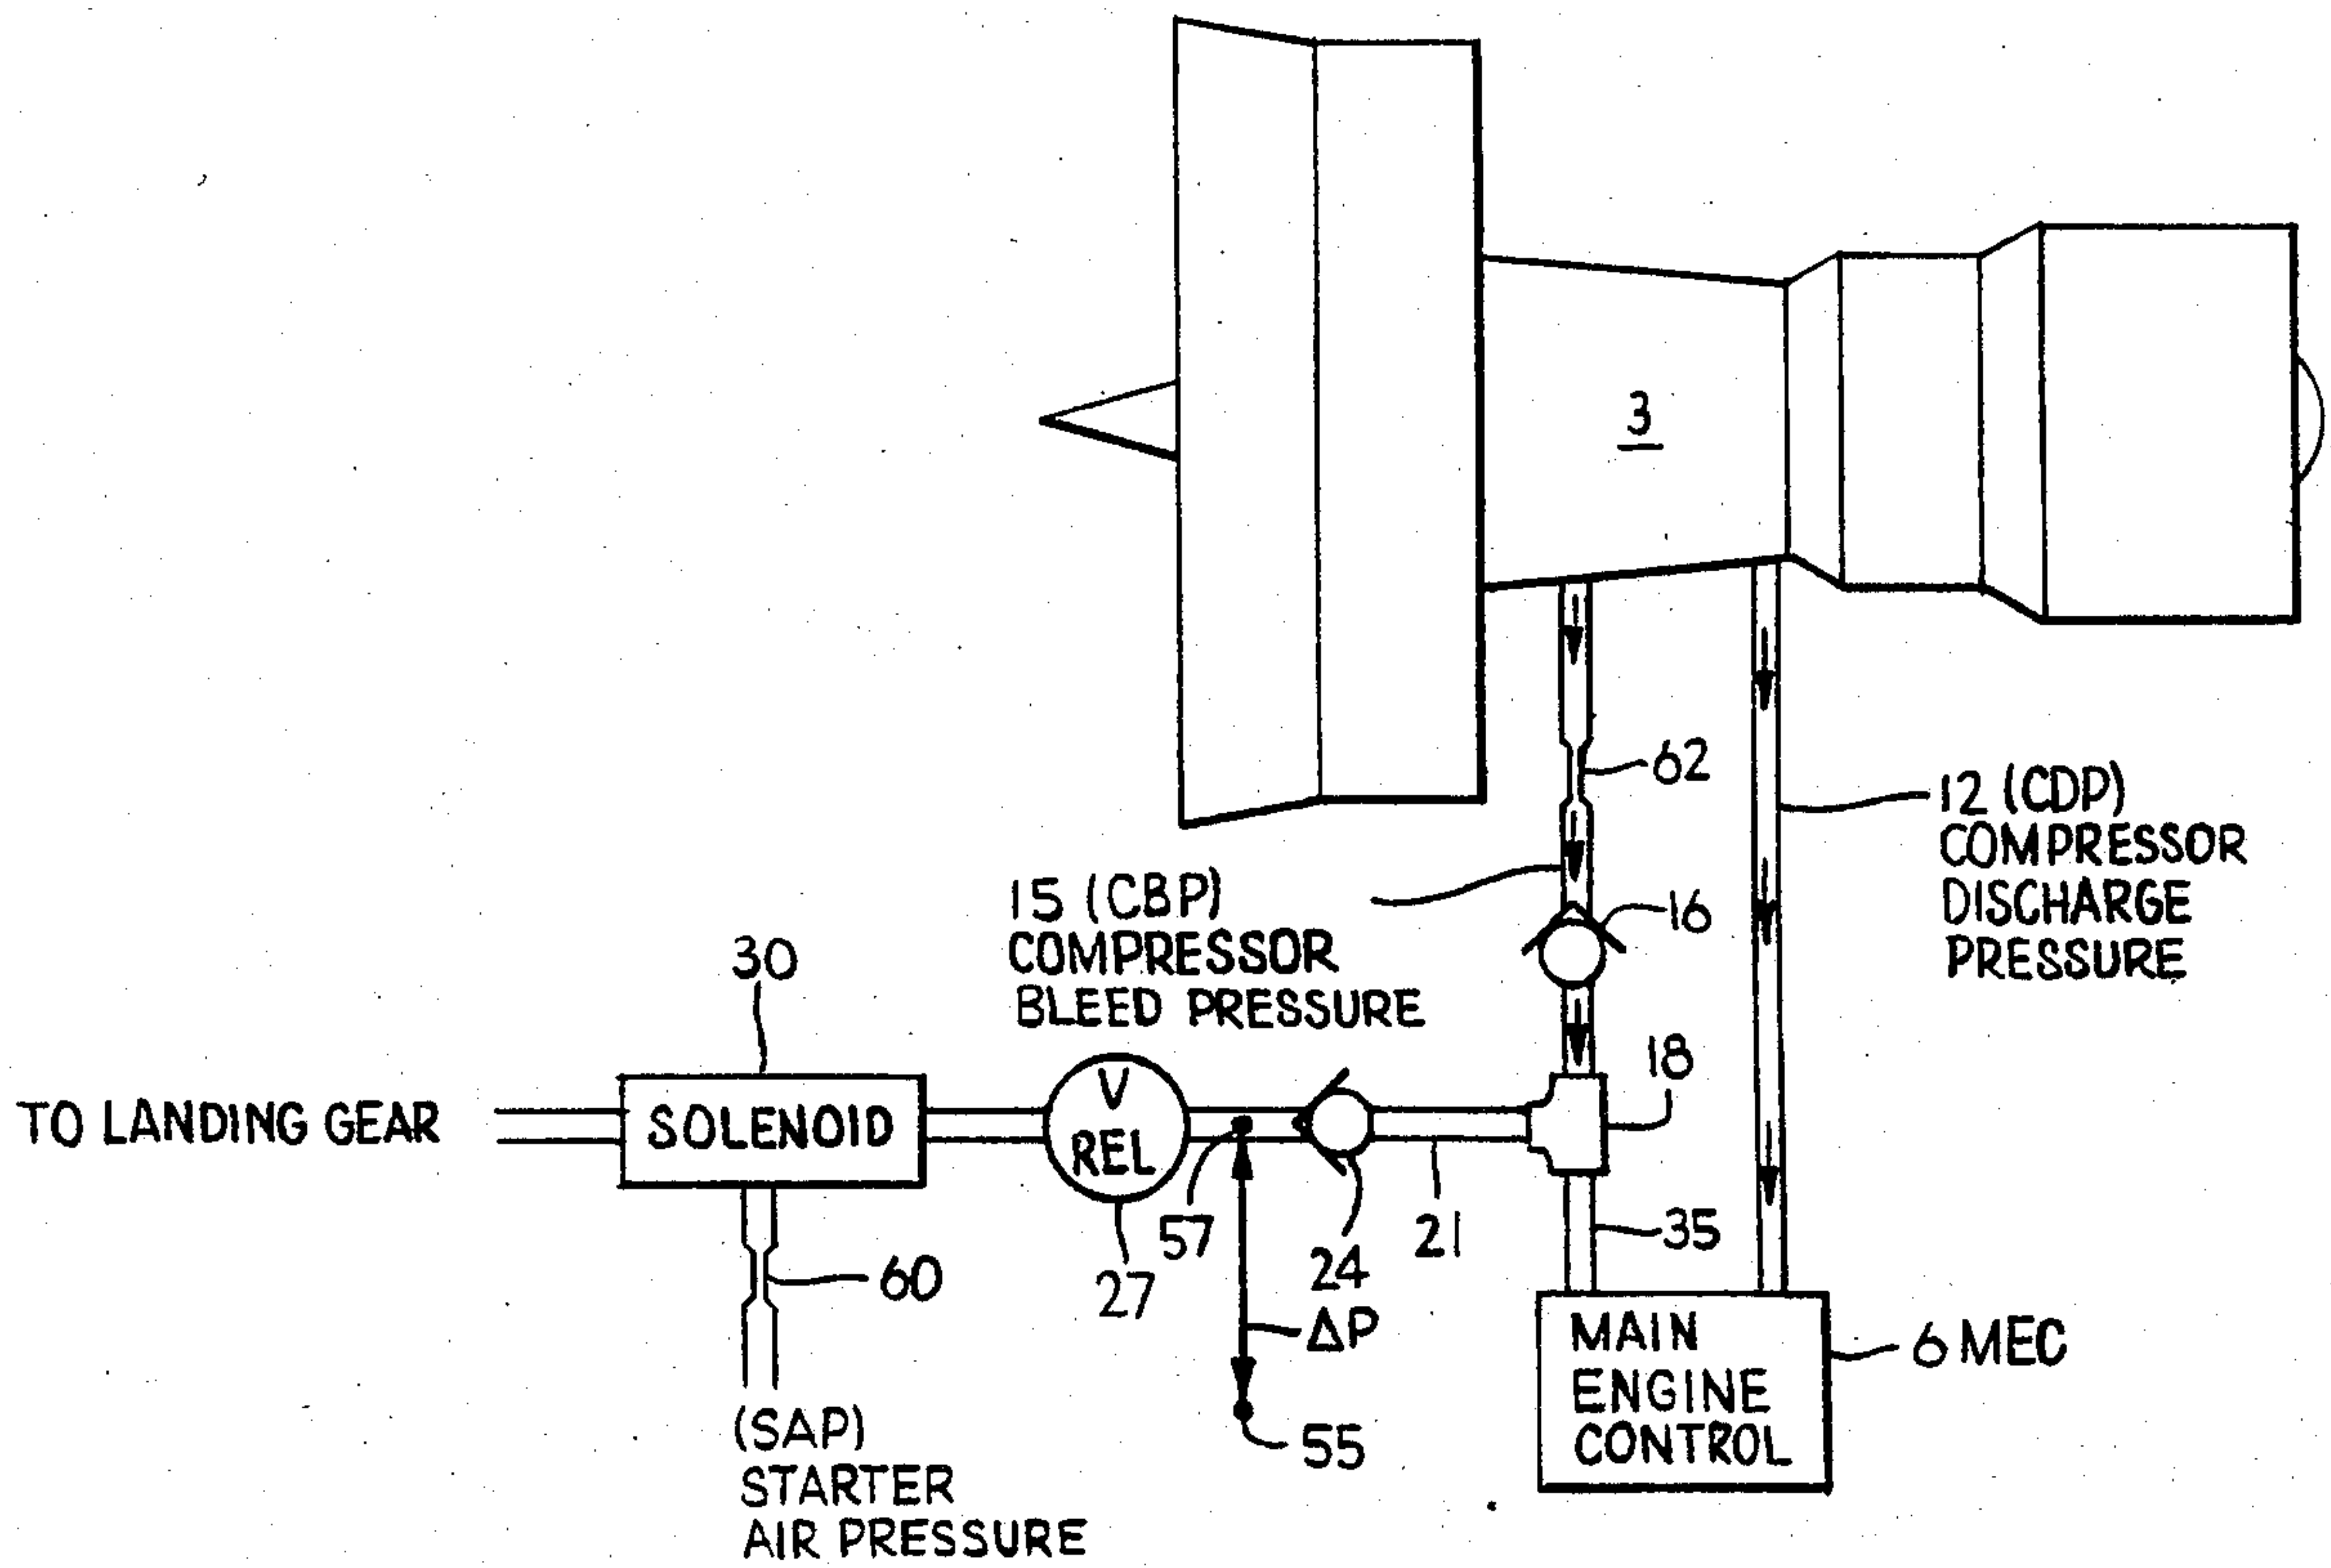 3
62
12 (CDP)
COMPRESSOR
DISCHARGE
PRESSURE
15 (CBP)
COMPRESSOR
BLEED PRESSURE
16
30
18
TO LANDING GEAR
SOLENOID
V
REL
57
27
24
21
35
60
ΔP
55
MAIN
ENGINE
CONTROL
6 MEC
(SAP)
STARTER
AIR PRESSURE